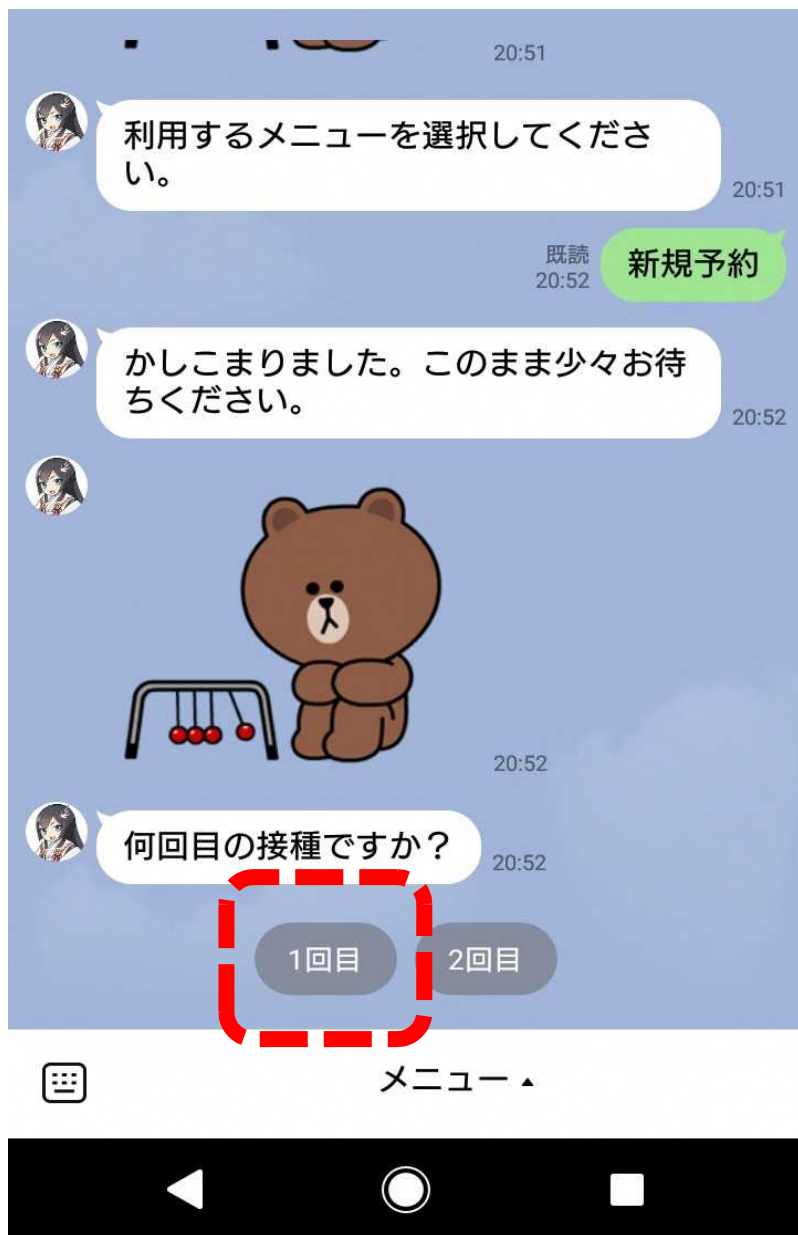 20:51
利用するメニューを選択してくださ
い。
20:51
既読
20:52
新規予約
かしこまりました。このまま少々お待
ちください。
20:52
20:52
何回目の接種ですか？
20:52
1回目
2回目
メニュー▲